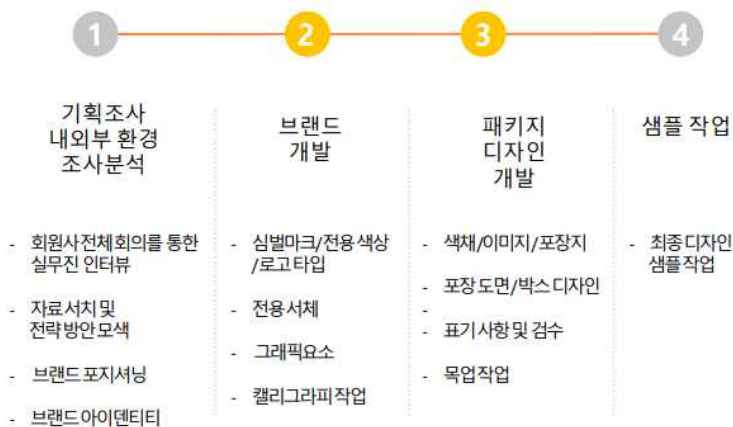 1
2
3
4
기획조사
내외부 환경
조사분석
- 회원사전체회의를 통한
실무진 인터뷰
- 자료서치 및
전략방안모색
- 브랜드포지셔닝
- 브랜드아이덴티티
브랜드
개발
- 심벌마크/전용색상
/로고타입
- 전용서체
- 그래픽요소
- 캘리그라피작업
패키지
디자인
개발
- 색채/이미지/포장지
- 포장도면/박스디자인
-
- 표기사항 및 검수
- 목업작업
샘플 작업
- 최종디자인
샘플작업